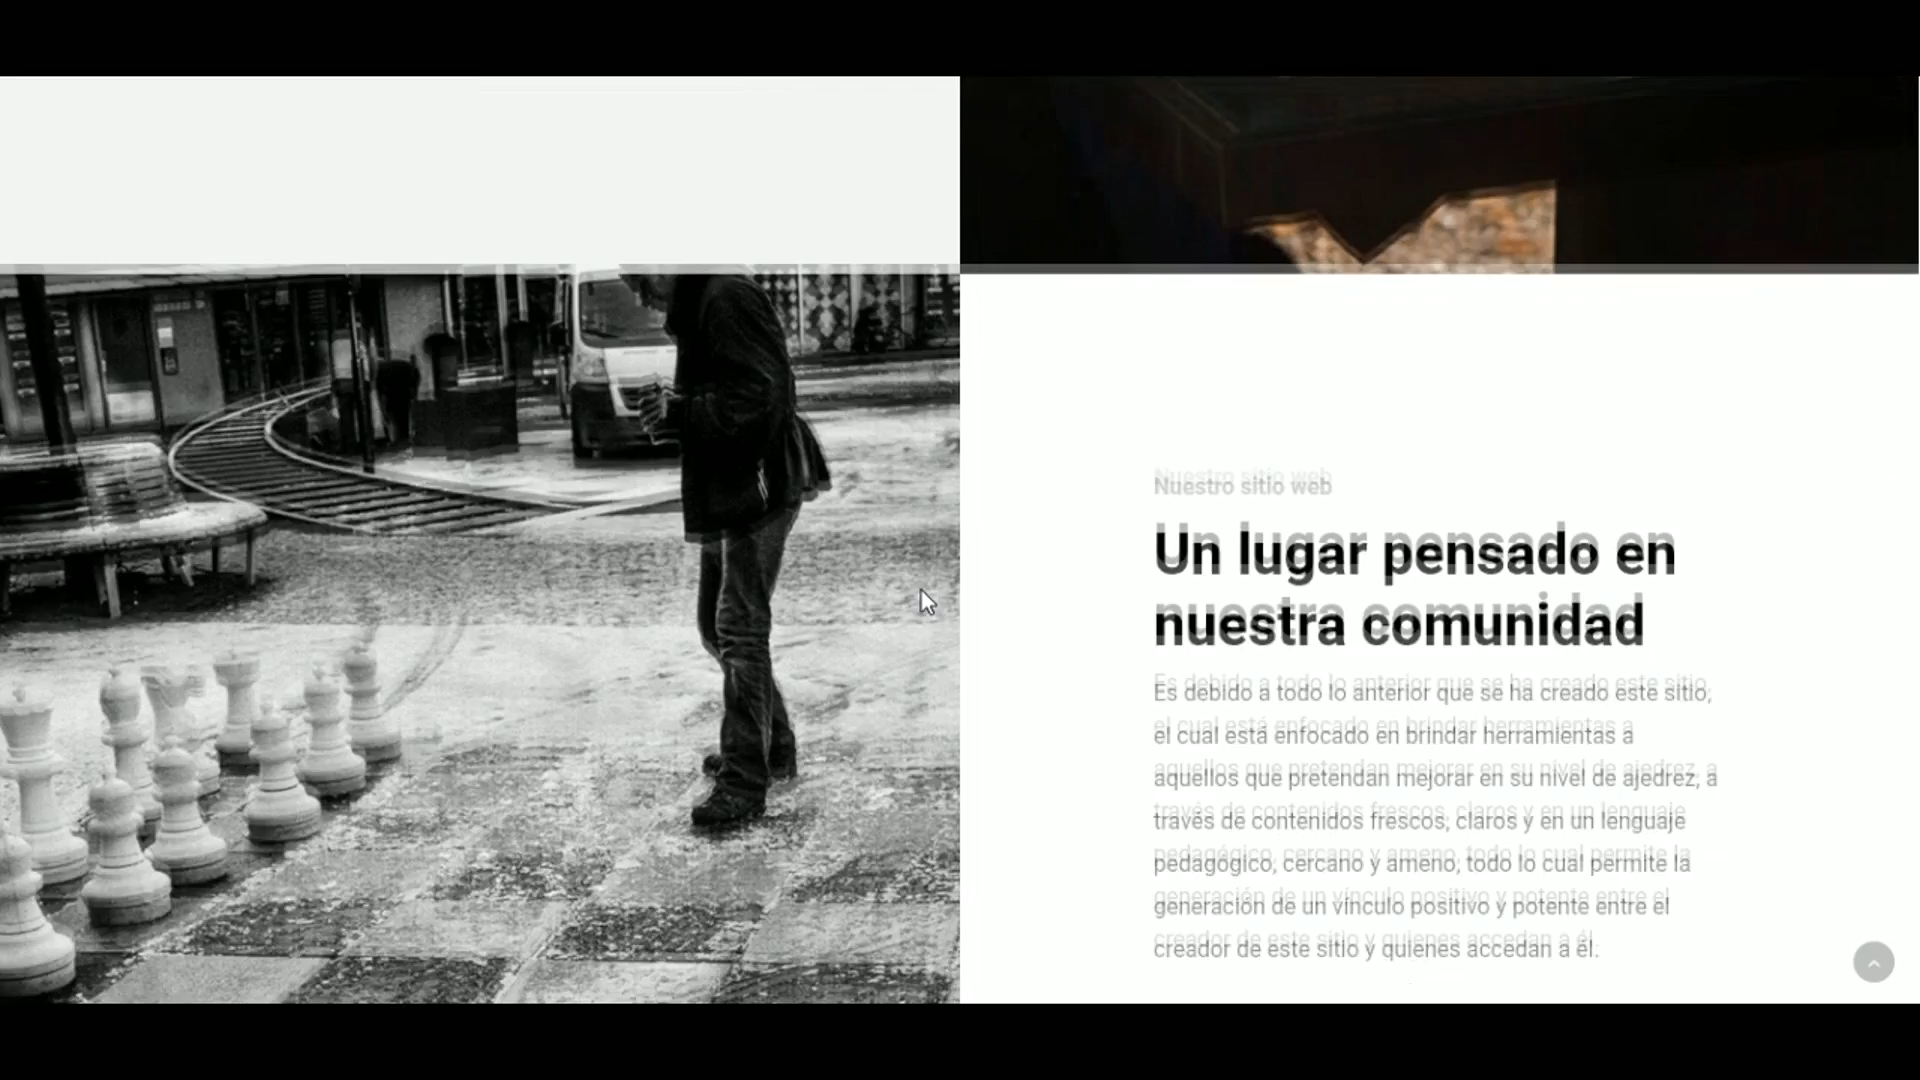 Nuestro sitio web
Un lugar pensado en
nuestra comunidad
Es debido a todo lo anterior que se ha creado este sitio,
el cual está enfocado en brindar herramientas a
aquellos que pretendan mejorar en su nivel de ajedrez, a
través de contenidos frescos, claros y en un lenguaje
pedagógico, cercano y ameno, todo lo cual permite la
generación de un vínculo positivo y potente entre el
creador de este sitio y quienes accedan a él.